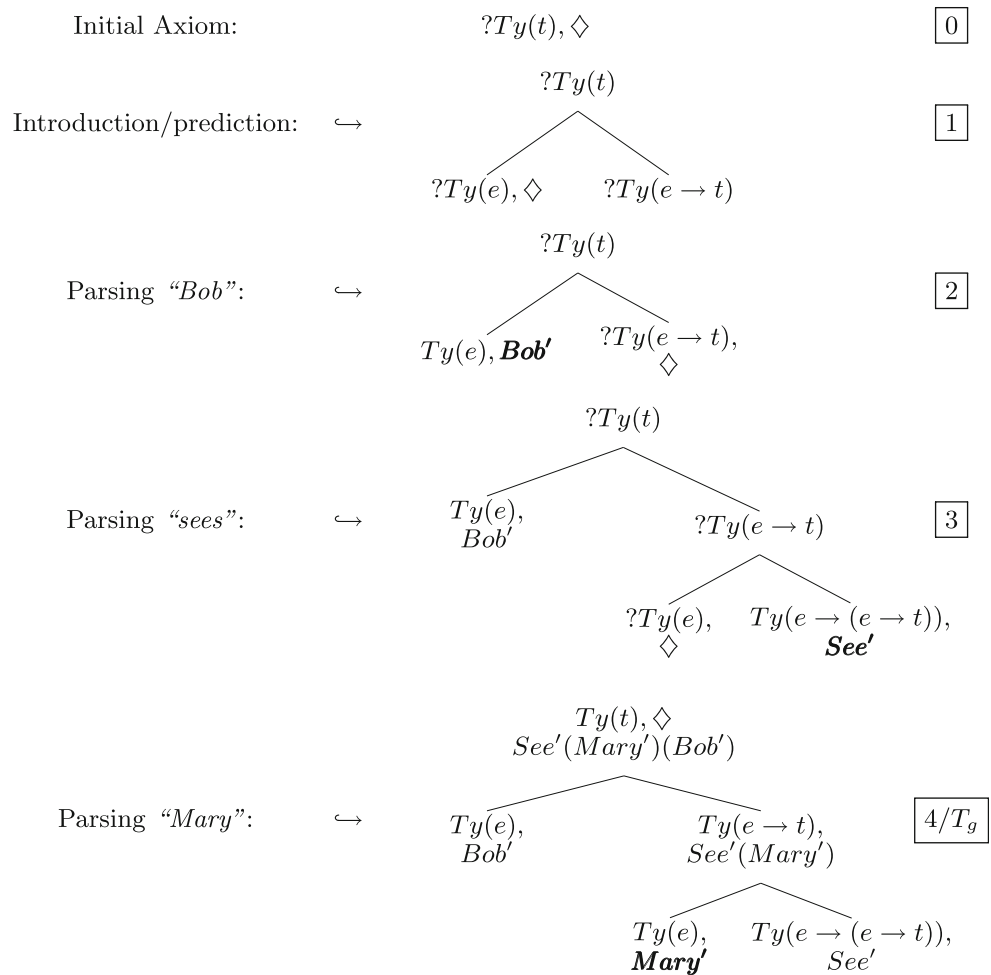 Initial Axiom: ?Ty(t), ◇ 0
?Ty(t)
Introduction/prediction: ↪ 1
?Ty(e), ◇ ?Ty(e → t)
?Ty(t)
Parsing “Bob”: ↪ 2
Ty(e), Bob′ ?Ty(e → t),
◇
?Ty(t)
Parsing “sees”: ↪ Ty(e), ?Ty(e → t) 3
Bob′
?Ty(e), Ty(e → (e → t)),
◇ See′
Ty(t), ◇
See′(Mary′)(Bob′)
Parsing “Mary”: ↪ Ty(e), Ty(e → t), 4/T_g
Bob′ See′(Mary′)
Ty(e), Ty(e → (e → t)),
Mary′ See′